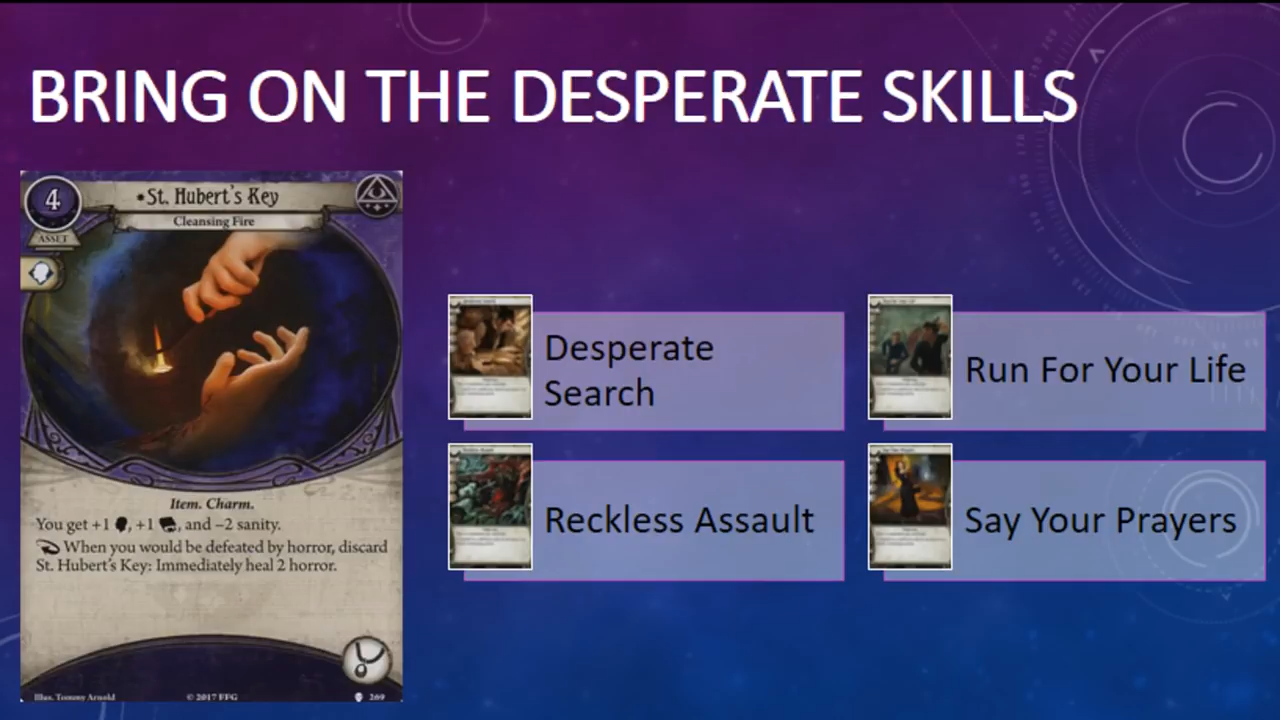 BRING ON THE DESPERATE SKILLS
4
St. Hubert's Key
ASSET
Cleansing Fire
Item. Charm.
You get +1 , +1 , and –2 sanity.
When you would be defeated by horror, discard
St. Hubert's Key: Immediately heal 2 horror.
Illus. Tommy Arnold
© 2017 FFG
269
Desperate
Search
Run For Your Life
Reckless Assault
Say Your Prayers